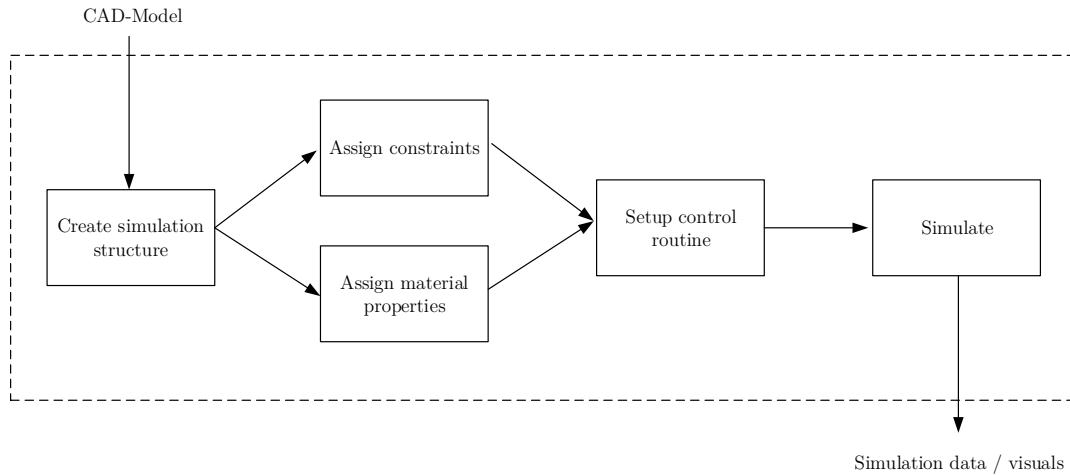 CAD-Model
Create simulation
structure
Assign constraints
Assign material
properties
Setup control
routine
Simulate
Simulation data / visuals